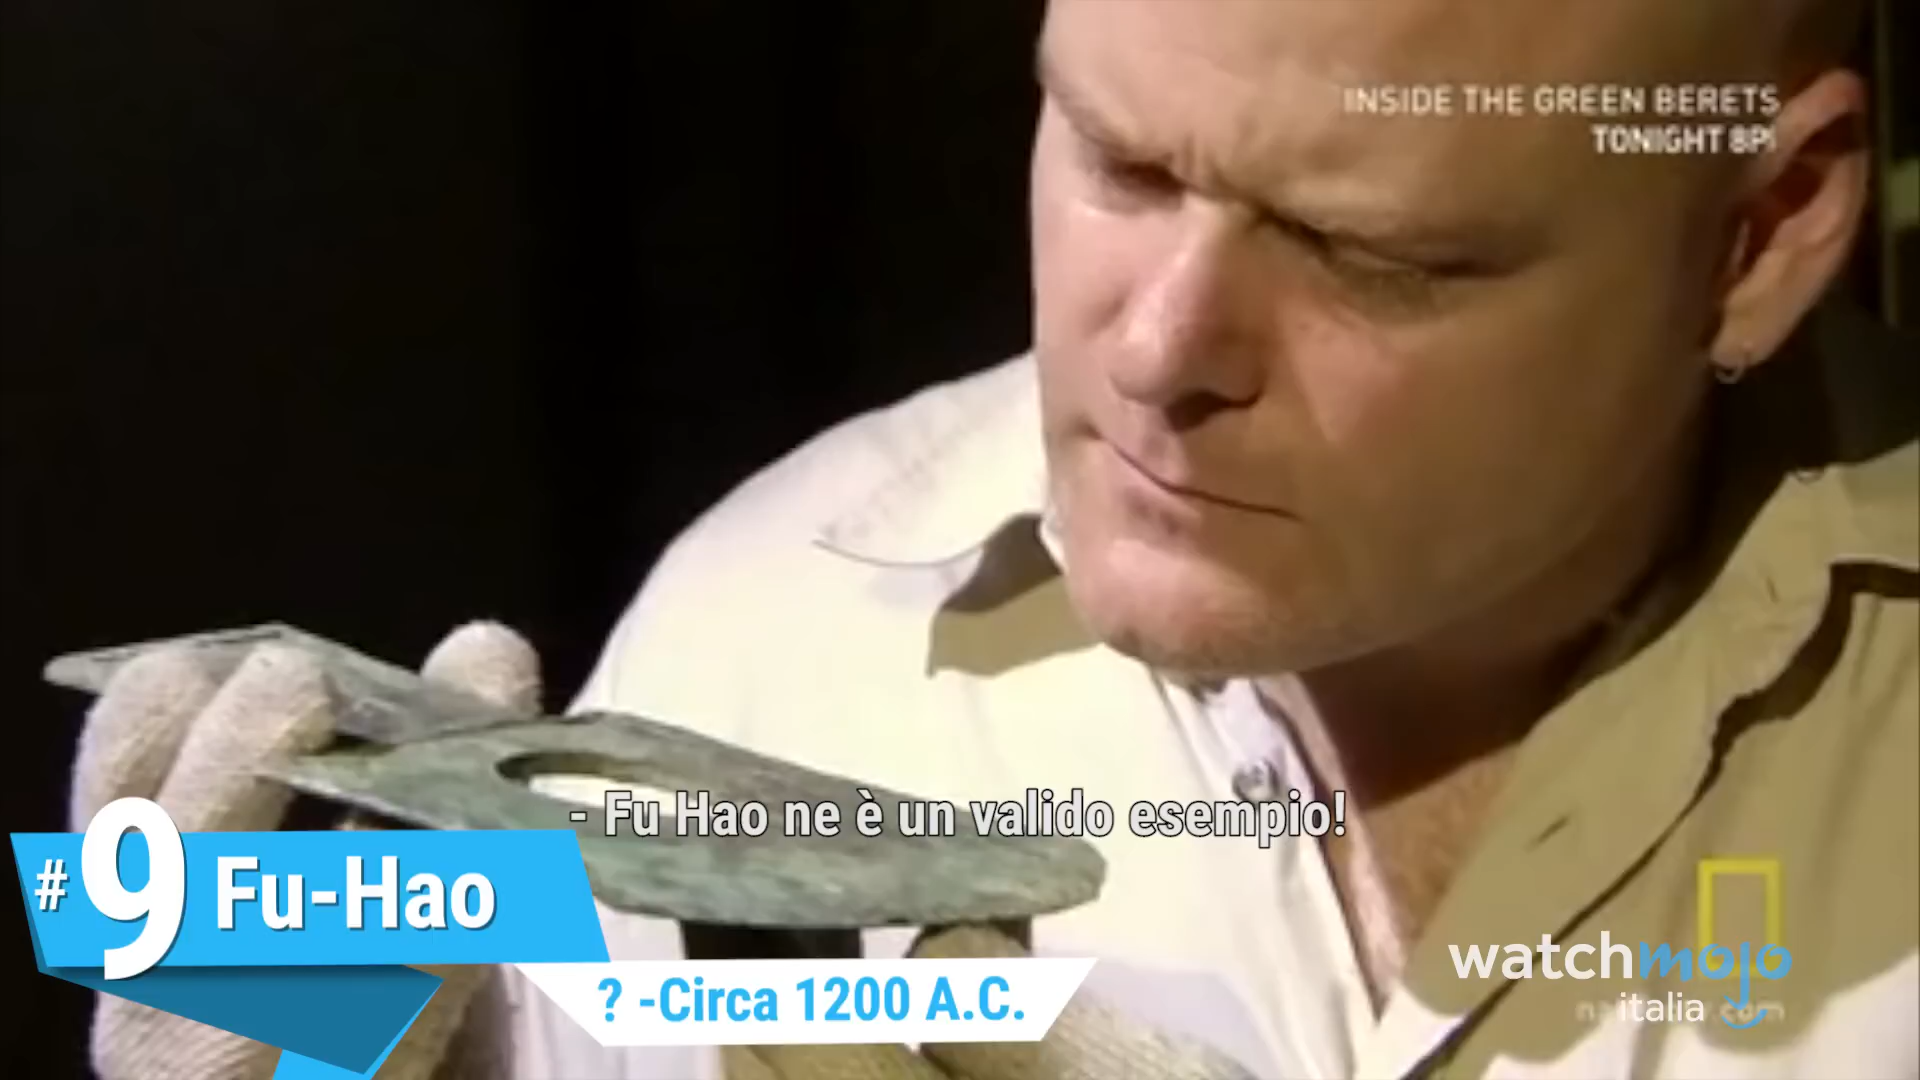 INSIDE THE GREEN BERETS
TONIGHT 8P
- Fu Hao ne è un valido esempio!
#9 Fu-Hao
? -Circa 1200 A.C.
watchmojo
italia